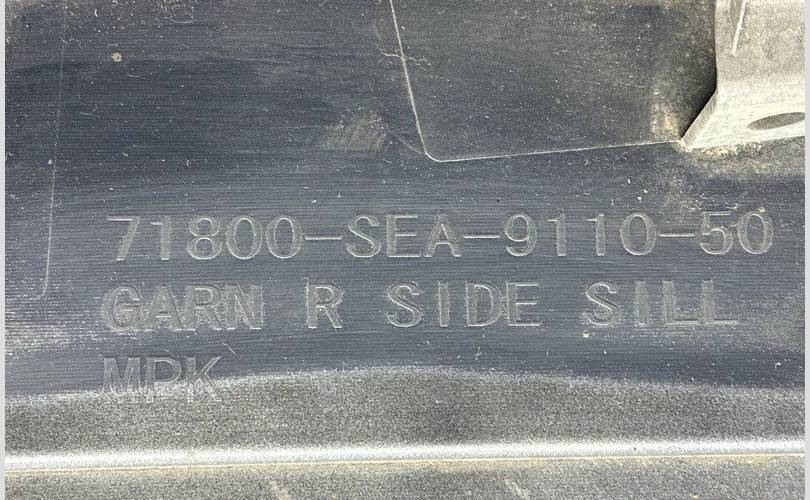 71800-SEA-9110-50
GARN R SIDE SILL
MPK